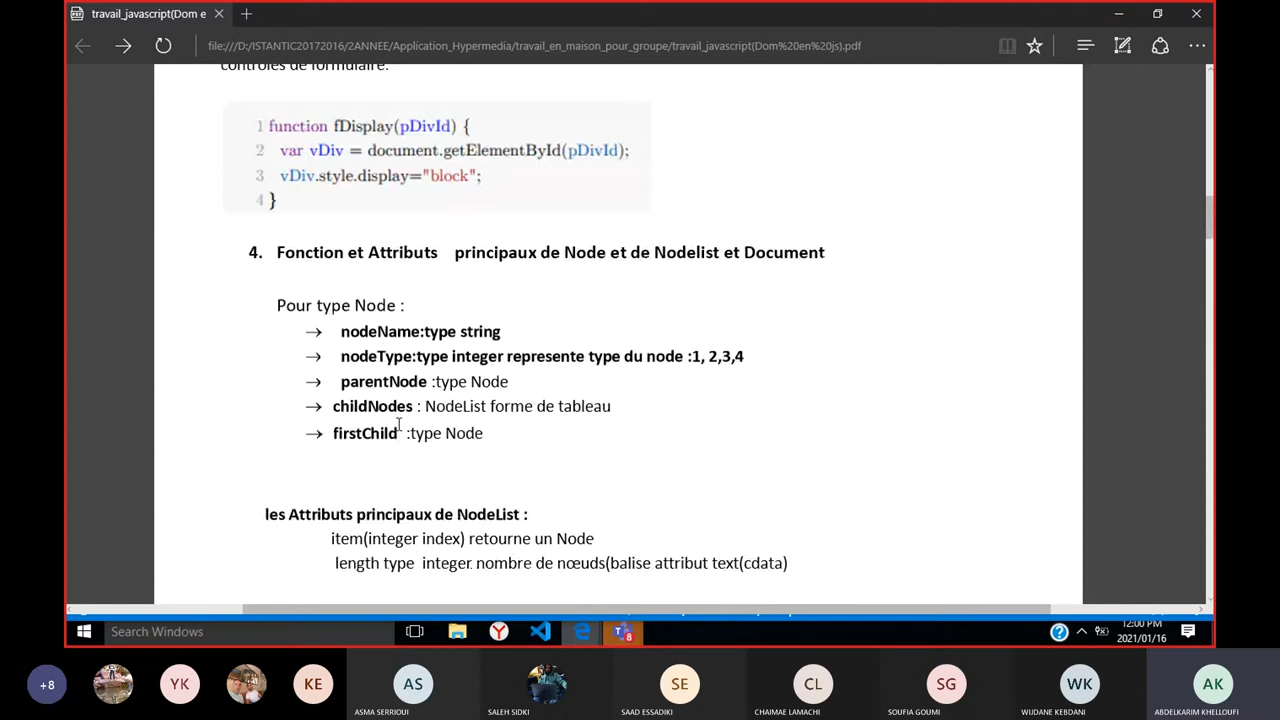 travail_javascript(Dom e
file:///D:/ISTANTIC20172016/2ANNEE/Application_Hypermedia/travail_en_maison_pour_groupe/travail_javascript(Dom%20en%20js).pdf
controles de formulaire.
1 function fDisplay(pDivId) {
2 var vDiv = document.getElementById(pDivId);
3 vDiv.style.display="block";
4 }
4. Fonction et Attributs principaux de Node et de Nodelist et Document
Pour type Node :
→ nodeName:type string
→ nodeType:type integer represente type du node :1, 2,3,4
→ parentNode :type Node
→ childNodes : NodeList forme de tableau
→ firstChild :type Node
les Attributs principaux de NodeList :
item(integer index) retourne un Node
length type integer nombre de nœuds(balise attribut text(cdata)
Search Windows
8
12:00 PM
2021/01/16
+8
YK
KE
AS
SE
CL
SG
WK
AK
ASMA SERRIOUI
SALEH SIDKI
SAAD ESSADIKI
CHAIMAE LAMACHI
SOUFIA GOUMI
WIJDANE KEBDANI
ABDELKARIM KHELLOUFI